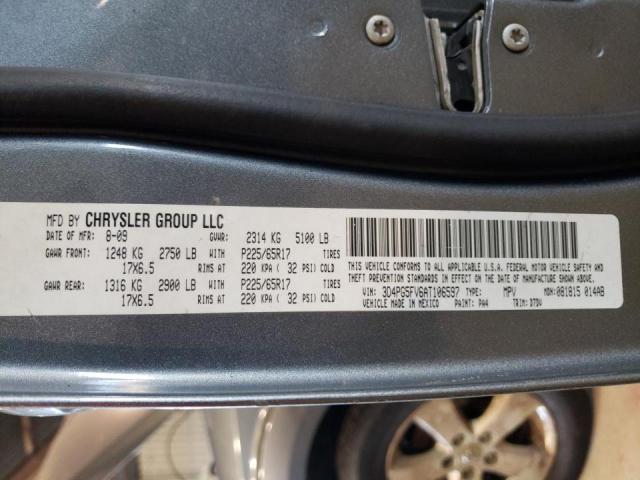 MFD BY CHRYSLER GROUP LLC
DATE OF MFR: 8-09 GVWR: 2314 KG 5100 LB
GAWR FRONT: 1248 KG 2750 LB WITH P225/65R17 TIRES
17X6.5 RIMS AT 220 KPA ( 32 PSI) COLD
GAWR REAR: 1316 KG 2900 LB WITH P225/65R17 TIRES
17X6.5 RIMS AT 220 KPA ( 32 PSI) COLD
THIS VEHICLE CONFORMS TO ALL APPLICABLE U.S.A. FEDERAL MOTOR VEHICLE SAFETY AND
THEFT PREVENTION STANDARDS IN EFFECT ON THE DATE OF MANUFACTURE SHOWN ABOVE.
VIN: 3D4PG5FV6AT106597 TYPE: MPV MDH: 081815 014AB
VEHICLE MADE IN MEXICO PAINT: PA4 TRIM: D7DV